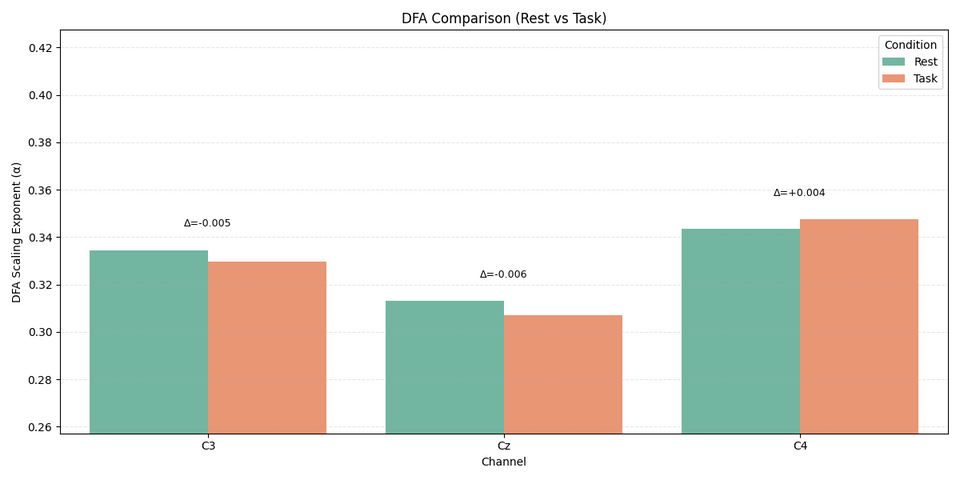 DFA Comparison (Rest vs Task)
Condition
Rest
Task
DFA Scaling Exponent (α)
0.42
0.40
0.38
0.36
0.34
0.32
0.30
0.28
0.26
Δ=-0.005
Δ=-0.006
Δ=+0.004
C3
Cz
C4
Channel